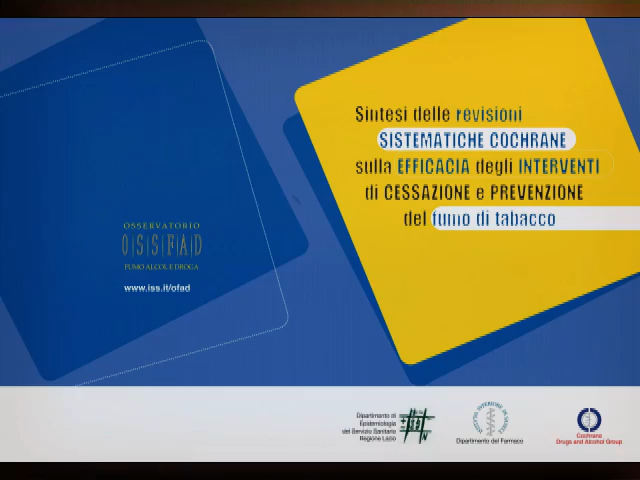 Sintesi delle revisioni
SISTEMATICHE COCHRANE
sulla EFFICACIA degli INTERVENTI
di CESSAZIONE e PREVENZIONE
del fumo di tabacco
OSSERVATORIO
O|S|S|F|A|D
FUMO ALCOL E DROGA
www.iss.it/ofad
Dipartimento di
Epidemiologia
del Servizio Sanitario
Regione Lazio
Dipartimento del Farmaco
Cochrane
Drugs and Alcohol Group